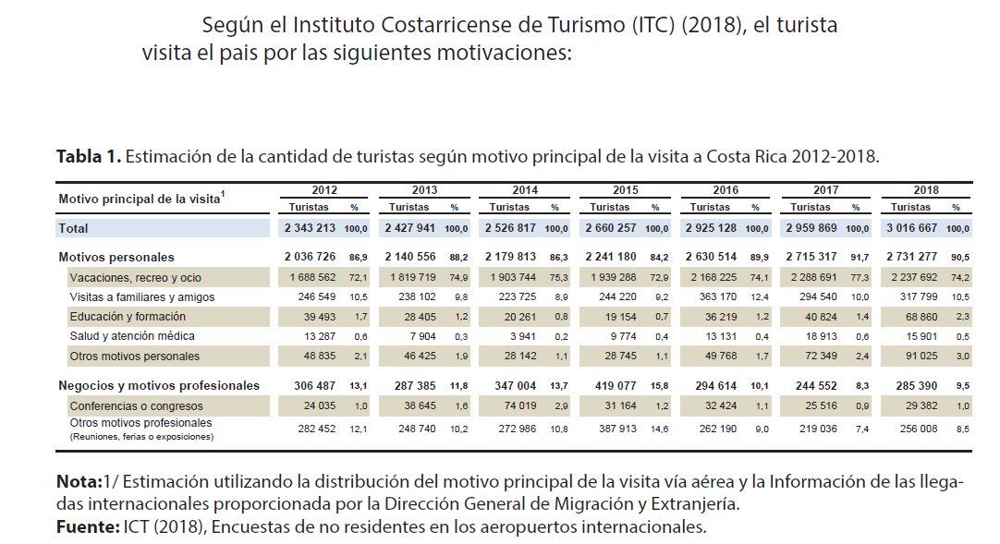 Según el Instituto Costarricense de Turismo (ITC) (2018), el turista
visita el pais por las siguientes motivaciones:
Tabla 1. Estimación de la cantidad de turistas según motivo principal de la visita a Costa Rica 2012-2018.
Motivo principal de la visita1 2012 2013 2014 2015 2016 2017 2018
Turistas % Turistas % Turistas % Turistas % Turistas % Turistas % Turistas %
Total 2 343 213 100,0 2 427 941 100,0 2 526 817 100,0 2 660 257 100,0 2 925 128 100,0 2 959 869 100,0 3 016 667 100,0
Motivos personales 2 036 726 86,9 2 140 556 88,2 2 179 813 86,3 2 241 180 84,2 2 630 514 89,9 2 715 317 91,7 2 731 277 90,5
Vacaciones, recreo y ocio 1 688 562 72,1 1 819 719 74,9 1 903 744 75,3 1 939 288 72,9 2 168 225 74,1 2 288 691 77,3 2 237 692 74,2
Visitas a familiares y amigos 246 549 10,5 238 102 9,8 223 725 8,9 244 220 9,2 363 170 12,4 294 540 10,0 317 799 10,5
Educación y formación 39 493 1,7 28 405 1,2 20 261 0,8 19 154 0,7 36 219 1,2 40 824 1,4 68 860 2,3
Salud y atención médica 13 287 0,6 7 904 0,3 3 941 0,2 9 774 0,4 13 131 0,4 18 913 0,6 15 901 0,5
Otros motivos personales 48 835 2,1 46 425 1,9 28 142 1,1 28 745 1,1 49 768 1,7 72 349 2,4 91 025 3,0
Negocios y motivos profesionales 306 487 13,1 287 385 11,8 347 004 13,7 419 077 15,8 294 614 10,1 244 552 8,3 285 390 9,5
Conferencias o congresos 24 035 1,0 38 645 1,6 74 019 2,9 31 164 1,2 32 424 1,1 25 516 0,9 29 382 1,0
Otros motivos profesionales 282 452 12,1 248 740 10,2 272 986 10,8 387 913 14,6 262 190 9,0 219 036 7,4 256 008 8,5
(Reuniones, ferias o exposiciones)
Nota:1/ Estimación utilizando la distribución del motivo principal de la visita vía aérea y la Información de las llega-
das internacionales proporcionada por la Dirección General de Migración y Extranjería.
Fuente: ICT (2018), Encuestas de no residentes en los aeropuertos internacionales.